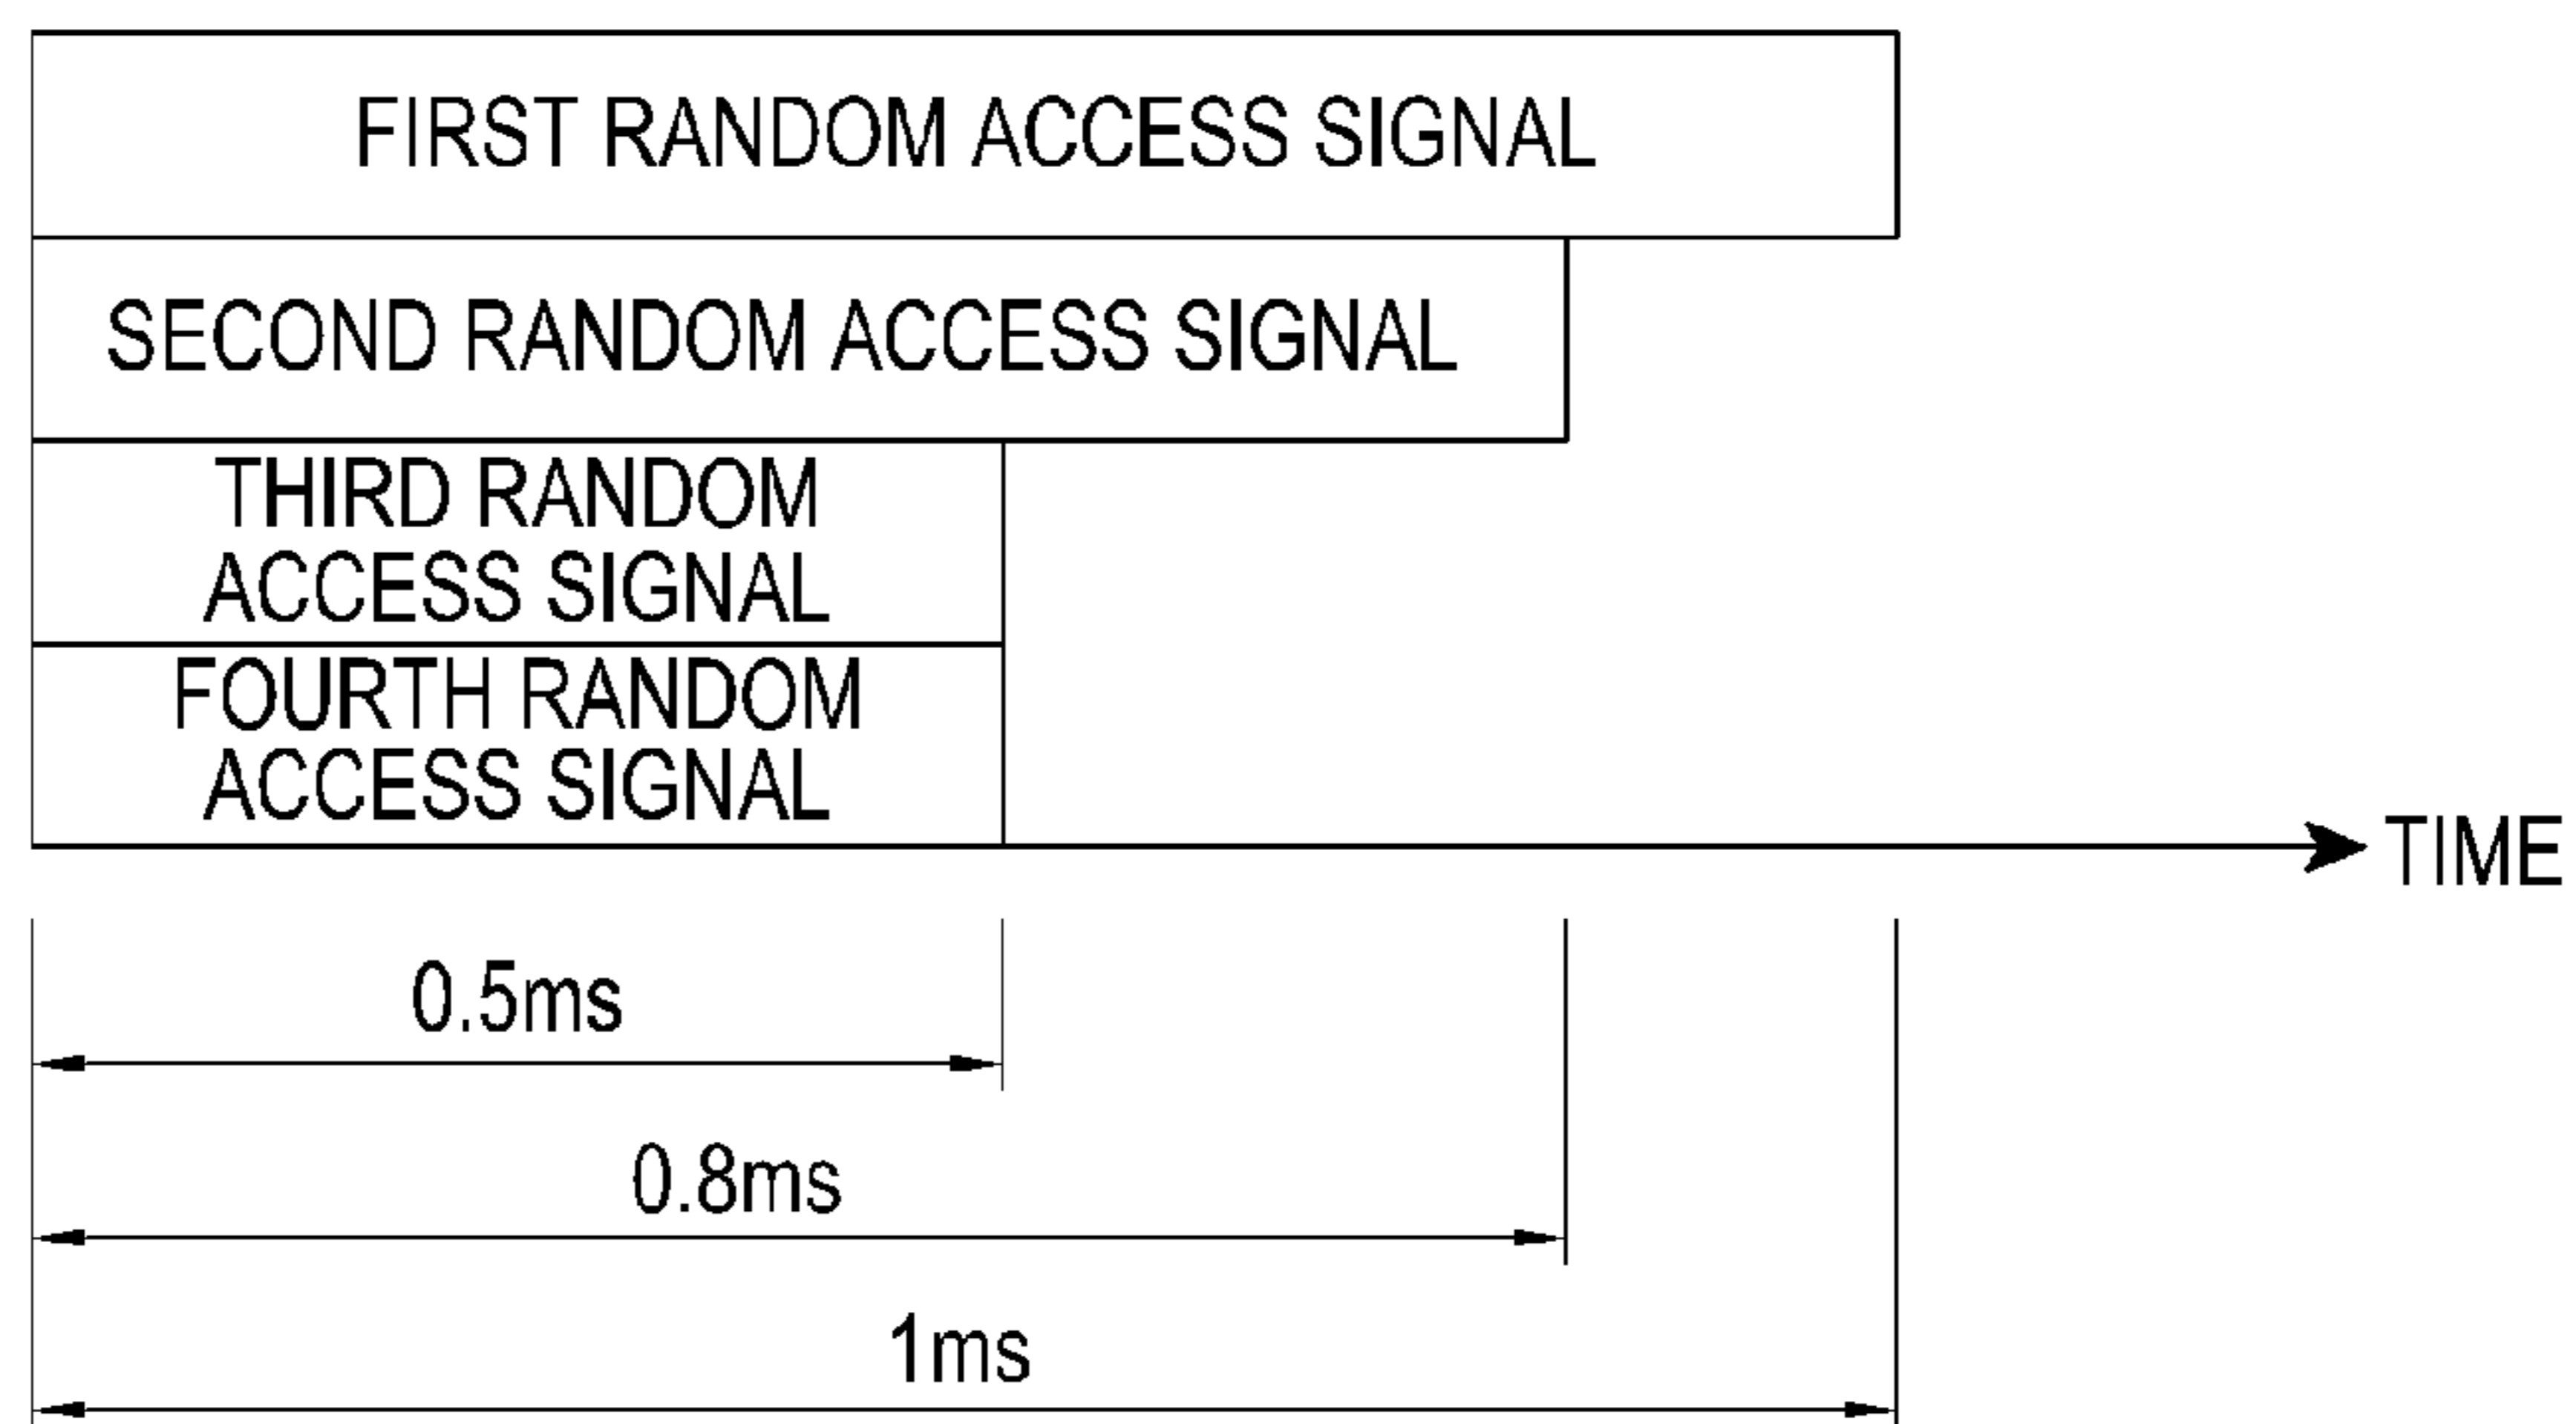 FIRST RANDOM ACCESS SIGNAL
SECOND RANDOM ACCESS SIGNAL
THIRD RANDOM
ACCESS SIGNAL
FOURTH RANDOM
ACCESS SIGNAL
TIME
0.5ms
0.8ms
1ms